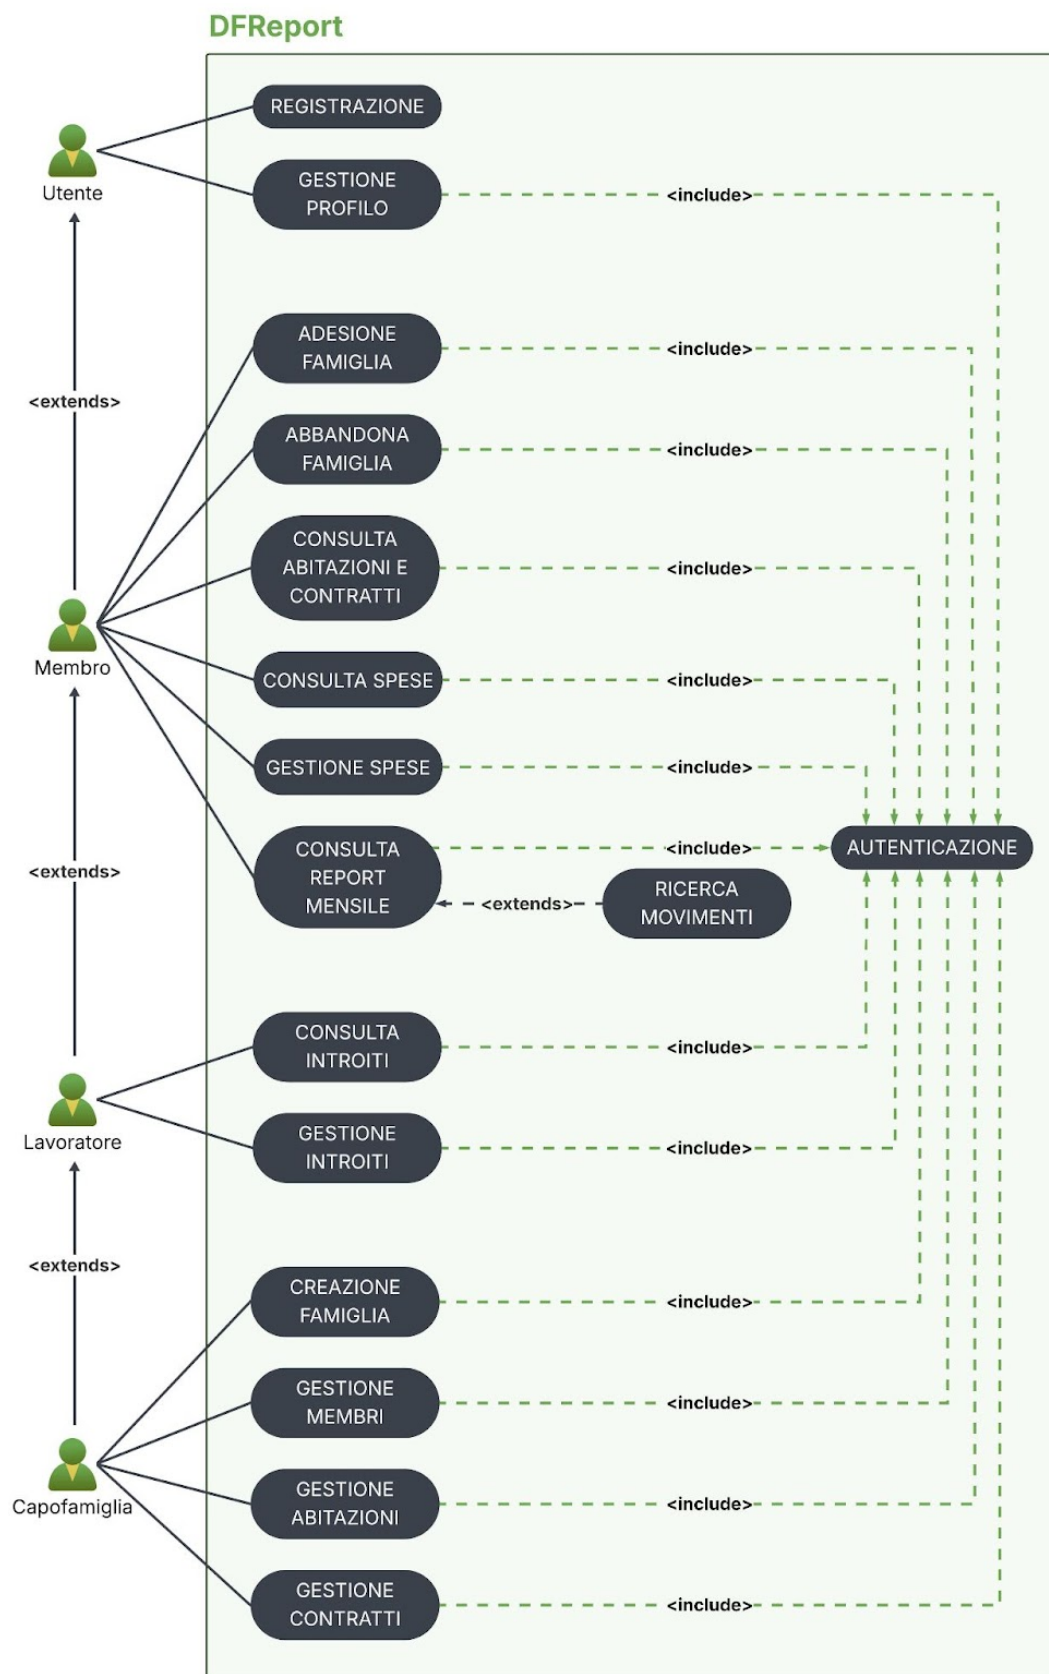 DFReport
REGISTRAZIONE
Utente
GESTIONE
PROFILO
<include>
ADESIONE
FAMIGLIA
<include>
<extends>
ABBANDONA
FAMIGLIA
<include>
CONSULTA
ABITAZIONI E
CONTRATTI
<include>
Membro
CONSULTA SPESE
<include>
GESTIONE SPESE
<include>
CONSULTA
REPORT
MENSILE
<include>
AUTENTICAZIONE
<extends>
RICERCA
MOVIMENTI
<extends>
CONSULTA
INTROITI
<include>
Lavoratore
GESTIONE
INTROITI
<include>
<extends>
CREAZIONE
FAMIGLIA
<include>
GESTIONE
MEMBRI
<include>
Capofamiglia
GESTIONE
ABITAZIONI
<include>
GESTIONE
CONTRATTI
<include>